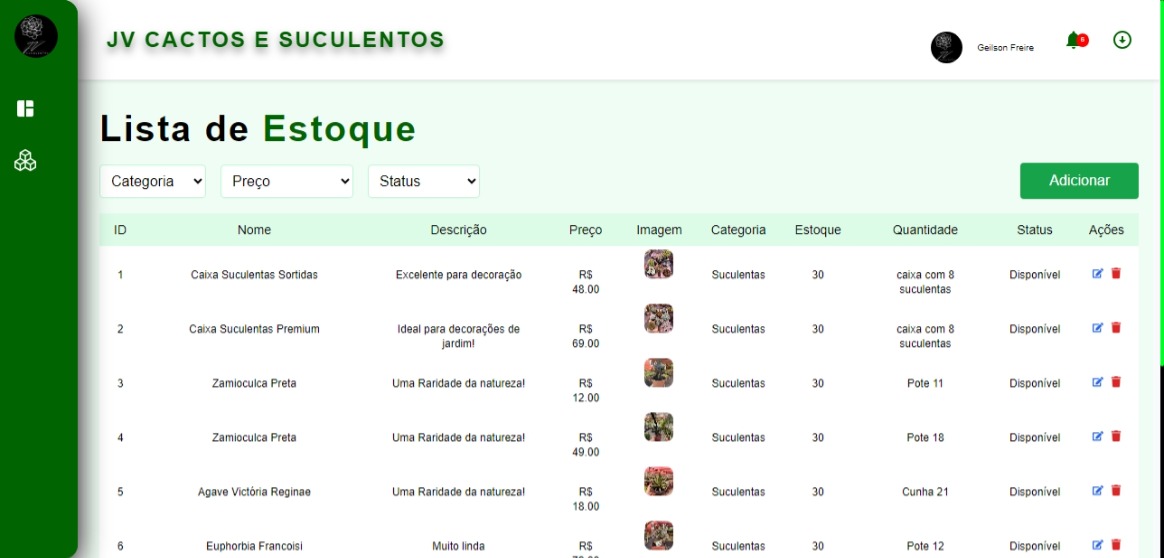 JV CACTOS E SUCULENTOS
Geilson Freire
5
Lista de Estoque
Categoria Preço Status Adicionar
ID Nome Descrição Preço Imagem Categoria Estoque Quantidade Status Ações
1 Caixa Suculentas Sortidas Excelente para decoração R$ 48.00 Suculentas 30 caixa com 8 suculentas Disponível
2 Caixa Suculentas Premium Ideal para decorações de jardim! R$ 69.00 Suculentas 30 caixa com 8 suculentas Disponível
3 Zamioculca Preta Uma Raridade da natureza! R$ 12.00 Suculentas 30 Pote 11 Disponível
4 Zamioculca Preta Uma Raridade da natureza! R$ 49.00 Suculentas 30 Pote 18 Disponível
5 Agave Victória Reginae Uma Raridade da natureza! R$ 18.00 Suculentas 30 Cunha 21 Disponível
6 Euphorbia Francoisi Muito linda R$ Suculentas 30 Pote 12 Disponível